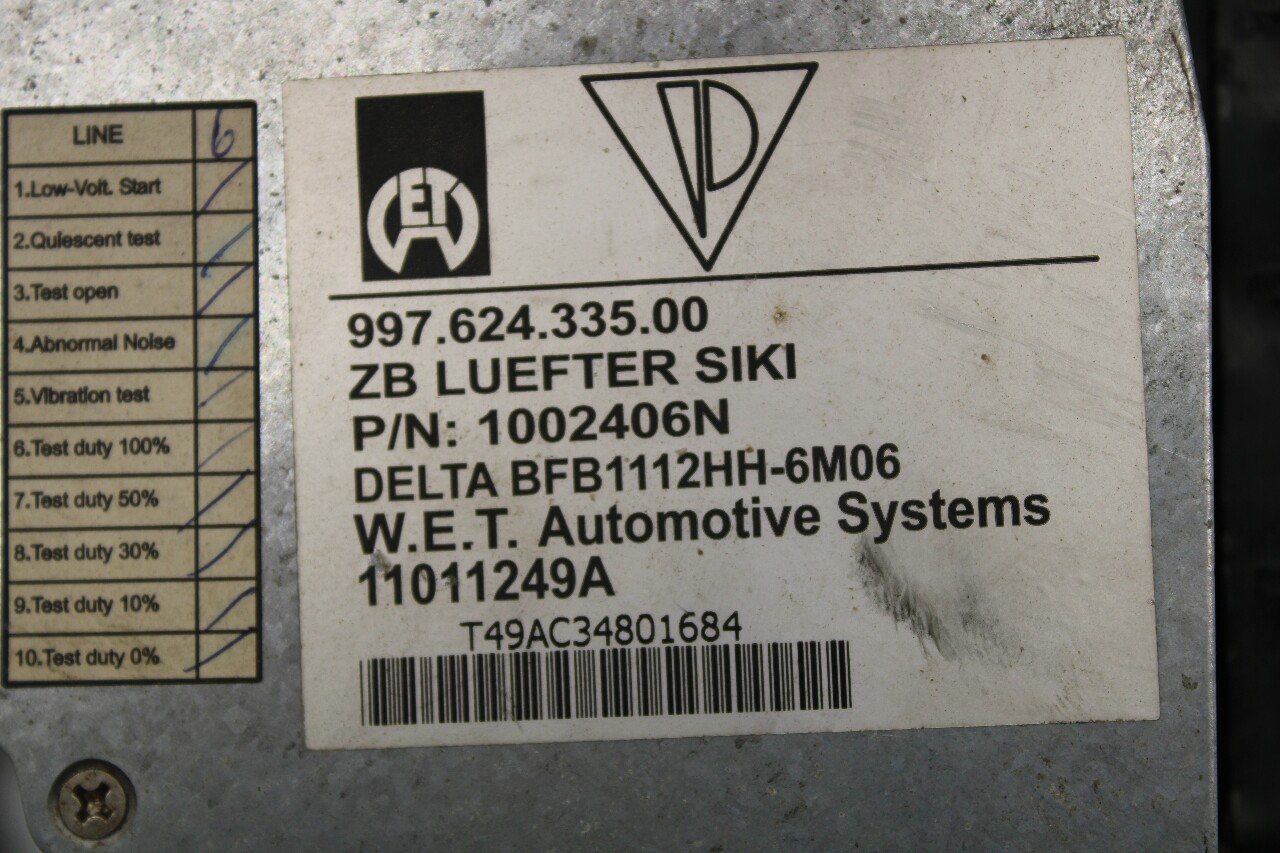 LINE 6
1.Low-Volt. Start
2.Quiescent test
3.Test open
4.Abnormal Noise
5.Vibration test
6.Test duty 100%
7.Test duty 50%
8.Test duty 30%
9.Test duty 10%
10.Test duty 0%
WET
997.624.335.00
ZB LUEFTER SIKI
P/N: 1002406N
DELTA BFB1112HH-6M06
W.E.T. Automotive Systems
11011249A
T49AC34801684